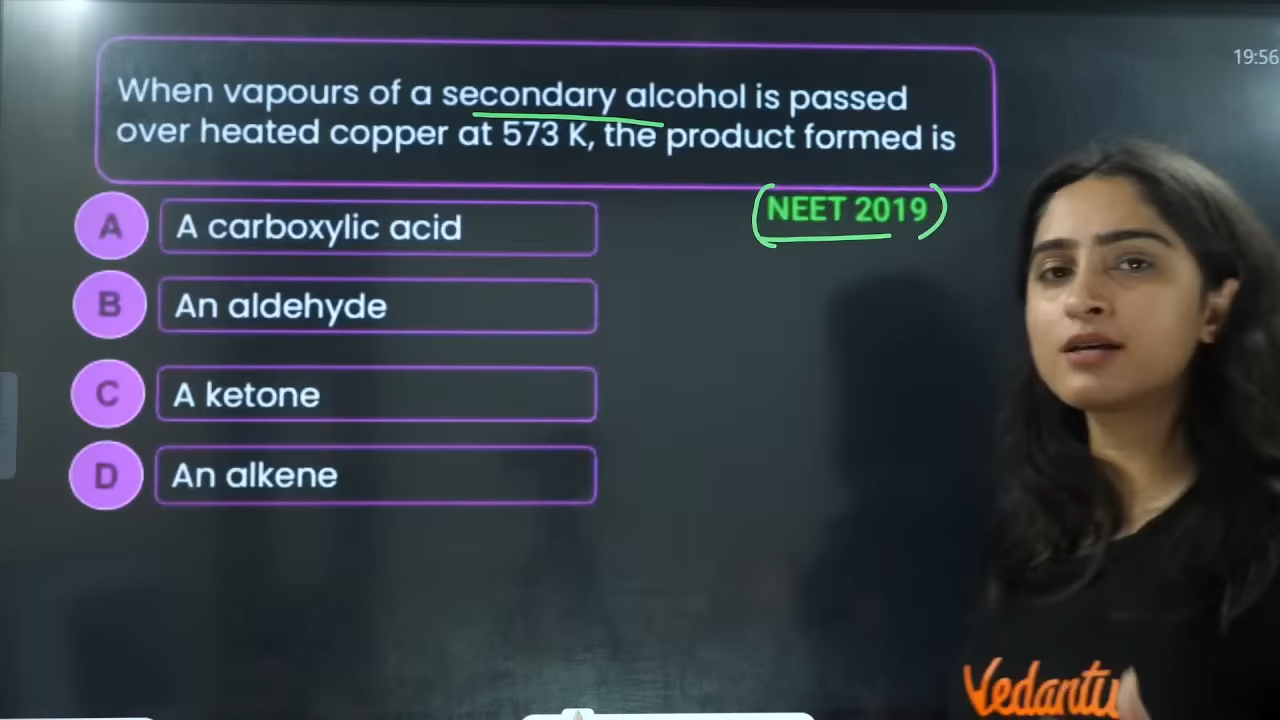 19:56
When vapours of a secondary alcohol is passed
over heated copper at 573 K, the product formed is
NEET 2019
A A carboxylic acid
B An aldehyde
C A ketone
D An alkene
Vedantu